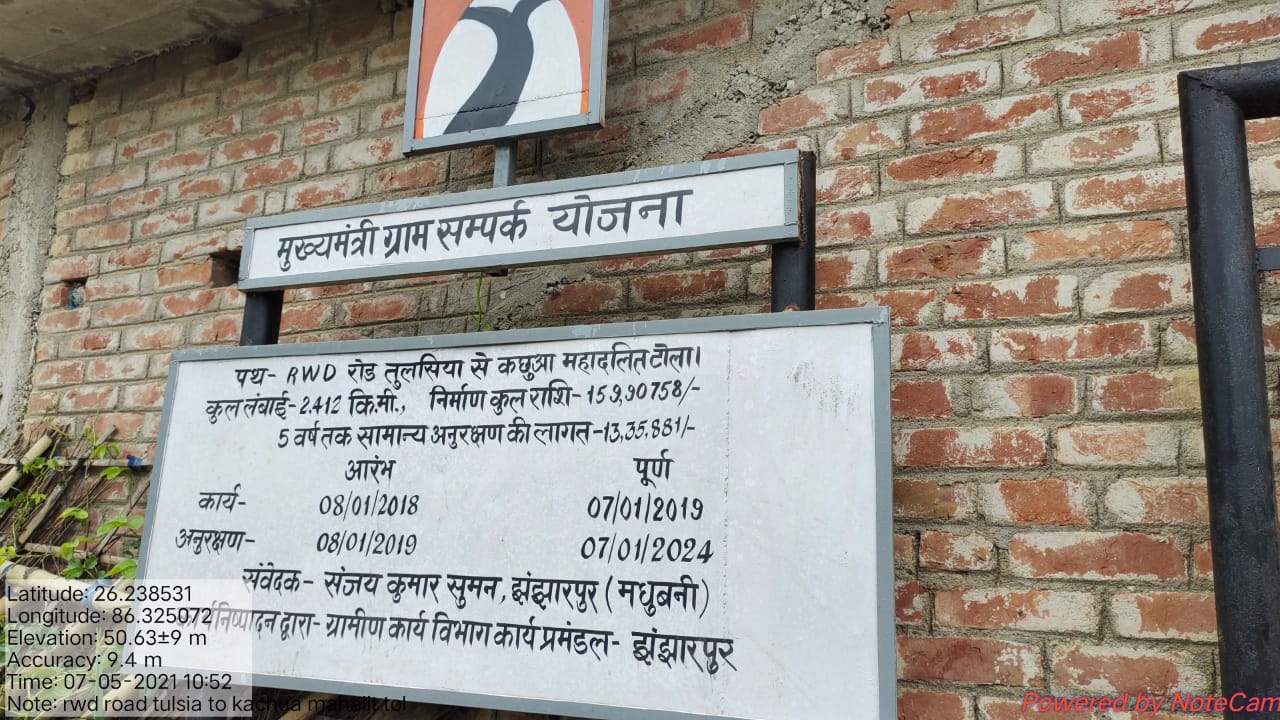 मुख्यमंत्री ग्राम सम्पर्क योजना
पथ- RWD रोड तुलसिया से कछुआ महादलित टोला।
कुल लंबाई- 2.412 कि.मी., निर्माण कुल राशि- 159,90758/-
5 वर्ष तक सामान्य अनुरक्षण की लागत-13,35,881/-
आरंभ पूर्ण
कार्य- 08/01/2018 07/01/2019
अनुरक्षण- 08/01/2019 07/01/2024
संवेदक- संजय कुमार सुमन, झंझारपुर (मधुबनी)
र्यनिष्पादन द्वारा- ग्रामीण कार्य विभाग कार्य प्रमंडल- झंझारपुर
Latitude: 26.238531
Longitude: 86.325072
Elevation: 50.63±9 m
Accuracy: 9.4 m
Time: 07-05-2021 10:52
Note: rwd road tulsia to kachua mahalit tol
Powered by NoteCam